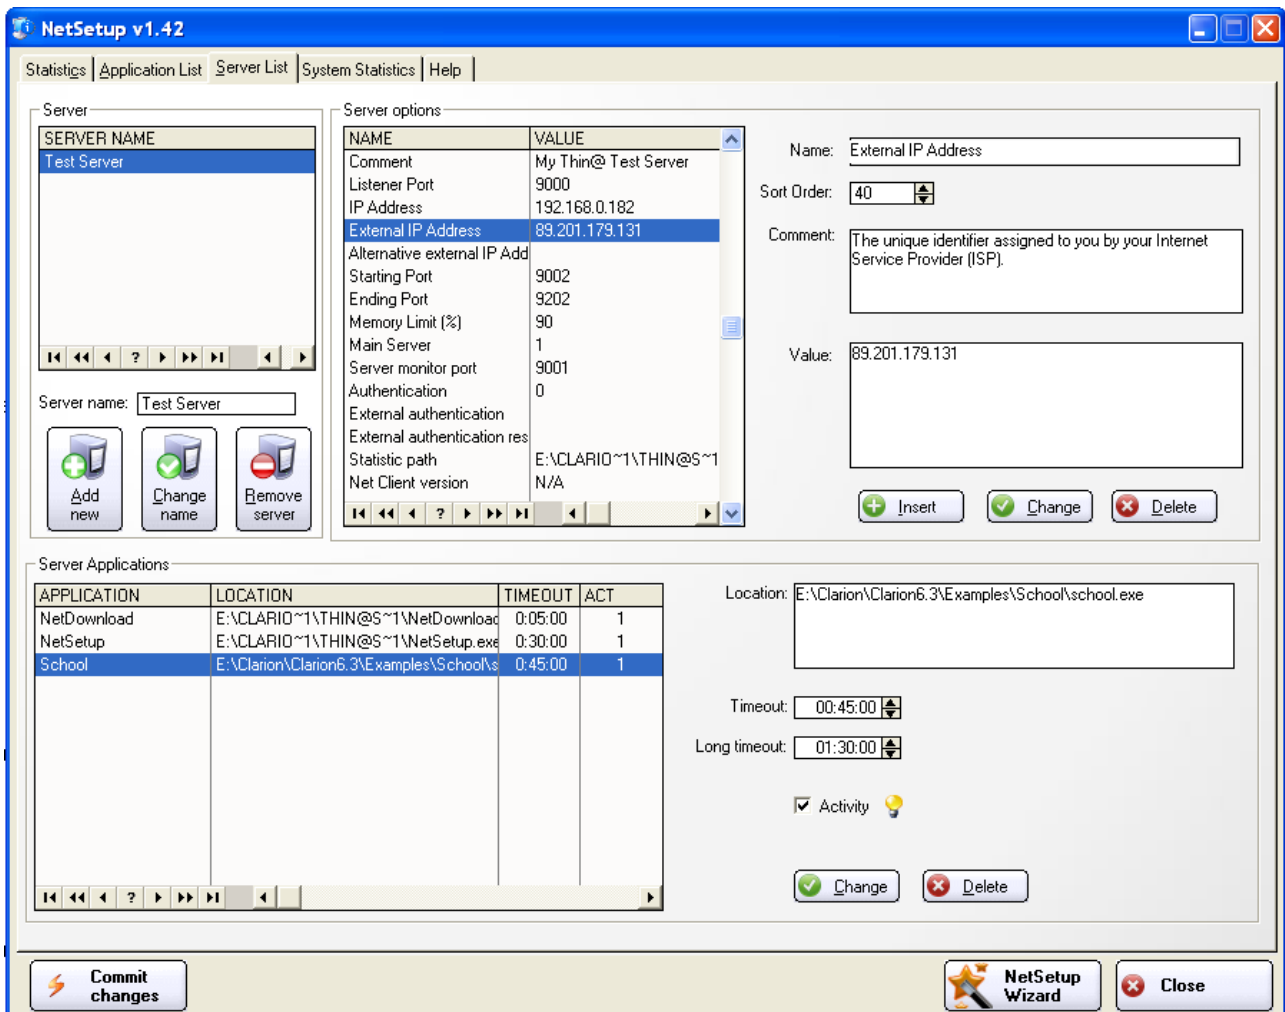 NetSetup v1.42
Statistics Application List Server List System Statistics Help
Server
SERVER NAME
Test Server
Server name: Test Server
Add new
Change name
Remove server
Server options
NAME VALUE
Comment My Thin@ Test Server
Listener Port 9000
IP Address 192.168.0.182
External IP Address 89.201.179.131
Alternative external IP Add
Starting Port 9002
Ending Port 9202
Memory Limit (%) 90
Main Server 1
Server monitor port 9001
Authentication 0
External authentication
External authentication res
Statistic path E:\CLARIO~1\THIN@S~1
Net Client version N/A
Name: External IP Address
Sort Order: 40
Comment: The unique identifier assigned to you by your Internet
Service Provider (ISP).
Value: 89.201.179.131
Insert Change Delete
Server Applications
APPLICATION LOCATION TIMEOUT ACT
NetDownload E:\CLARIO~1\THIN@S~1\NetDownload 0:05:00 1
NetSetup E:\CLARIO~1\THIN@S~1\NetSetup.exe 0:30:00 1
School E:\Clarion\Clarion6.3\Examples\School\s 0:45:00 1
Location: E:\Clarion\Clarion6.3\Examples\School\school.exe
Timeout: 00:45:00
Long timeout: 01:30:00
Activity
Change Delete
Commit changes
NetSetup Wizard
Close